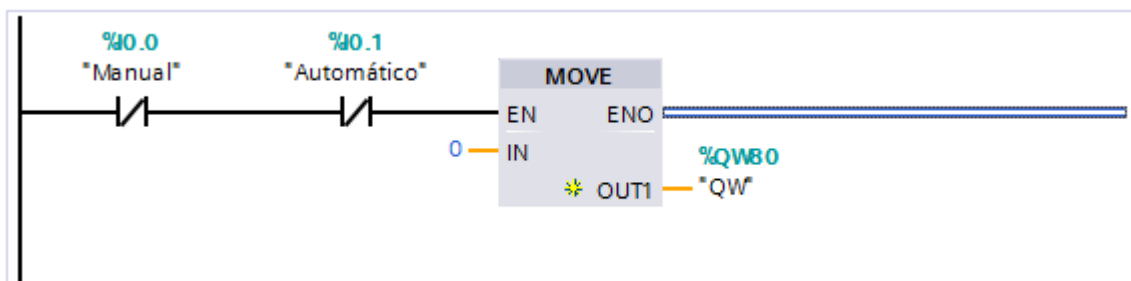 %I0.0
"Manual"
%I0.1
"Automático"
MOVE
EN
ENO
0
IN
OUT1
%QW80
"QW"